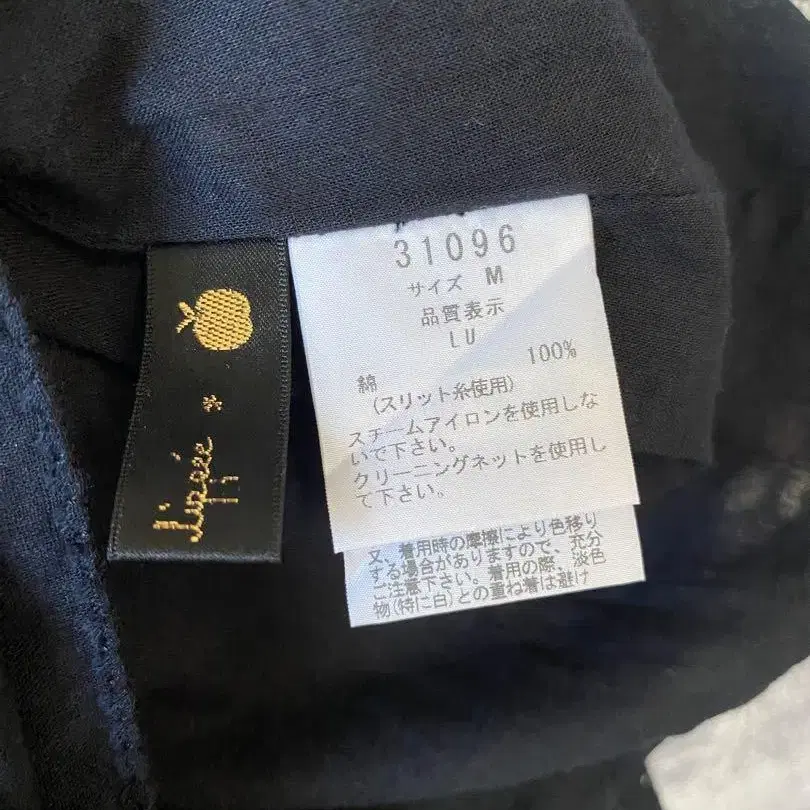 31096
サイズ M
品質表示
LU
綿 100%
(スリット糸使用)
スチームアイロンを使用しな
いで下さい。
クリーニングネットを使用し
て下さい。
又、着用時の摩擦により色移り
する場合がありますので、充分
ご注意下さい。着用の際、淡色
物(特に白)との重ね着は避け